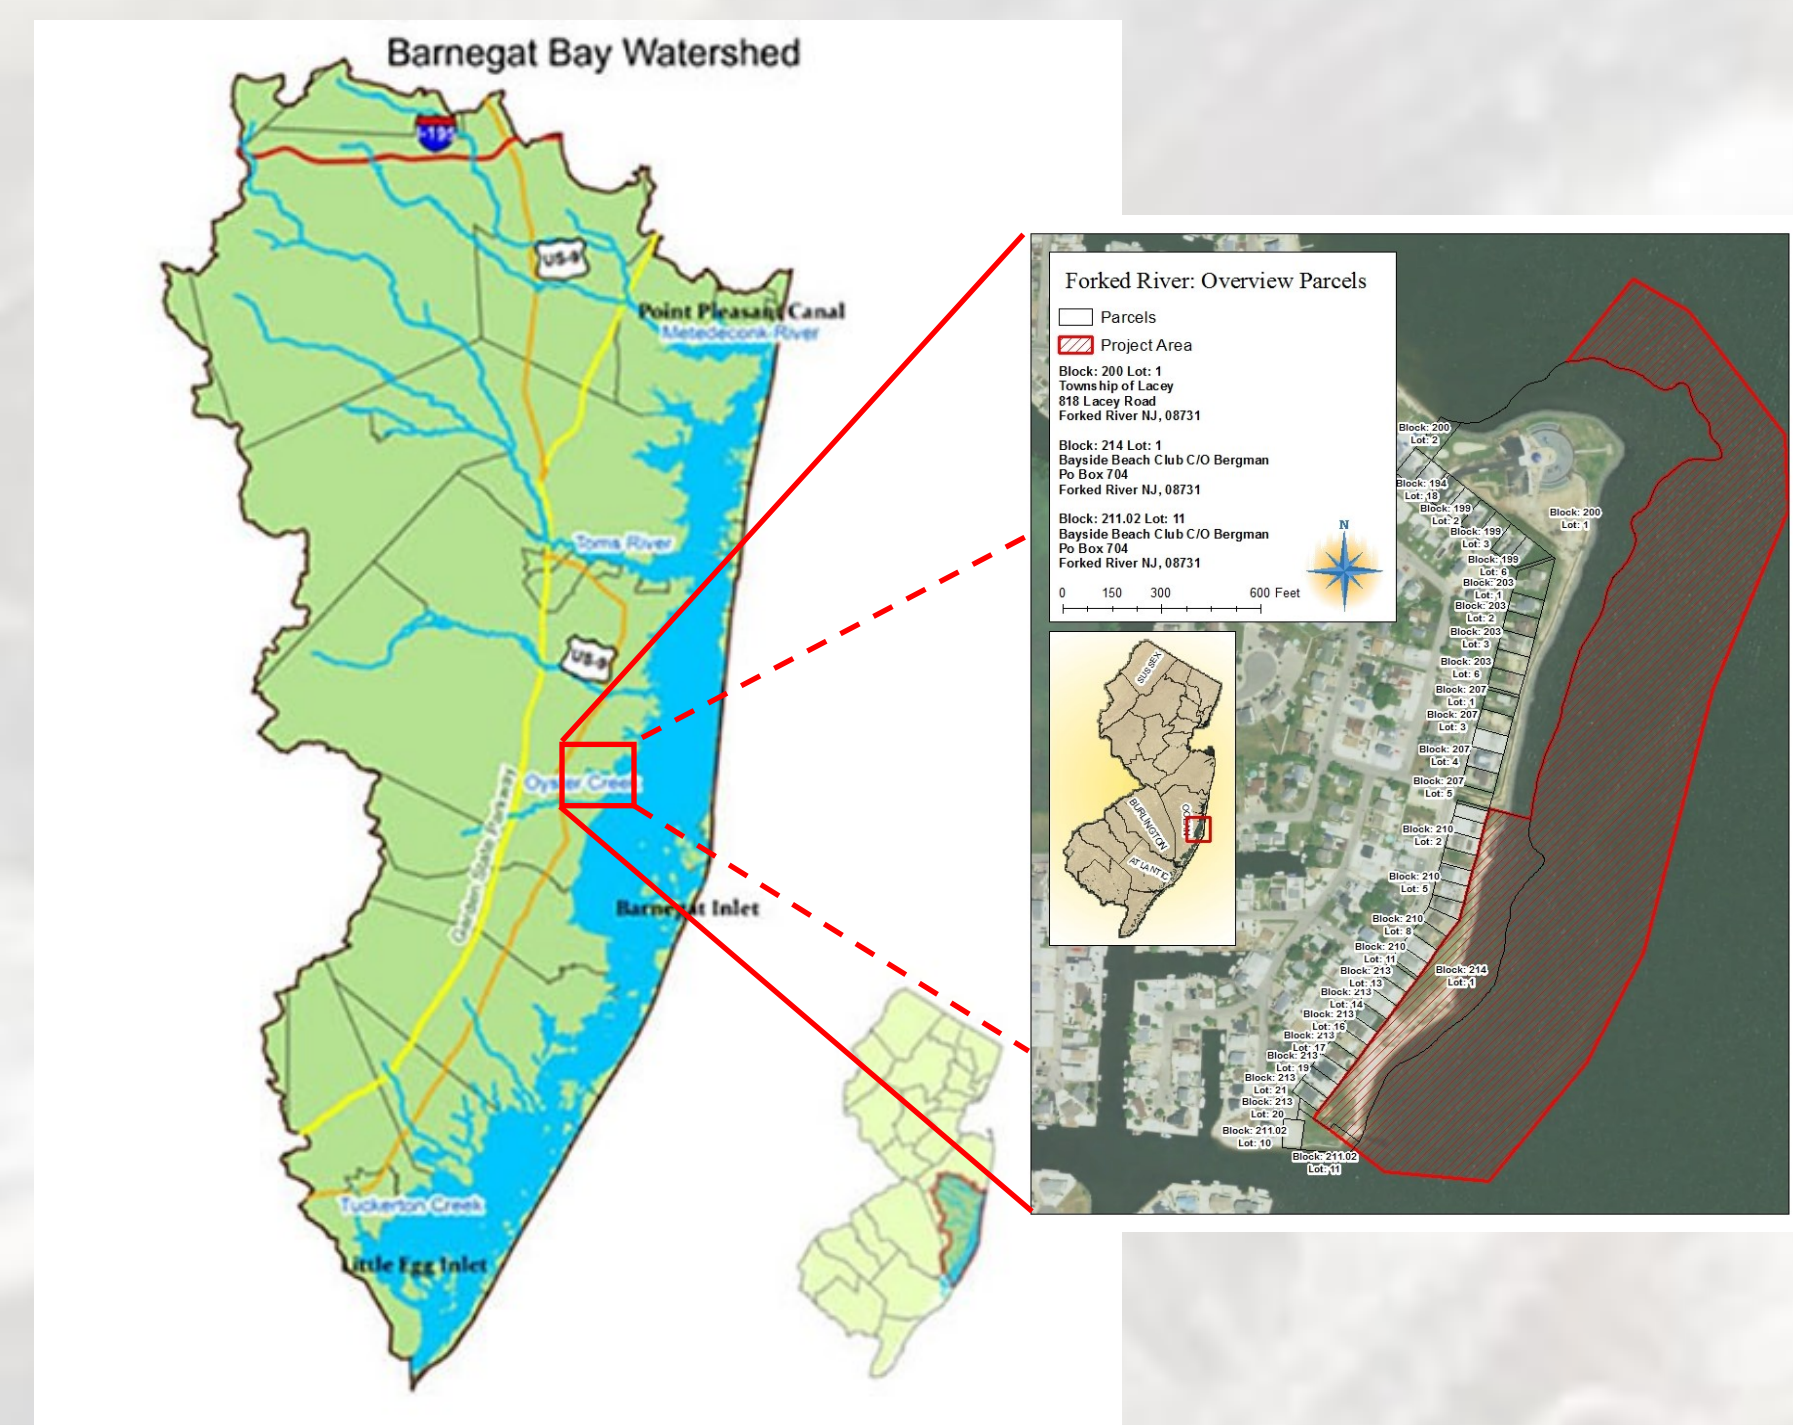 Barnegat Bay Watershed
I-195
US-9
Point Pleasant Canal
Metedeconk River
Toms River
US-9
Oyster Creek
Garden State Parkway
Barnegat Inlet
Tuckerton Creek
Little Egg Inlet
Forked River: Overview Parcels
Parcels
Project Area
Block: 200 Lot: 1
Township of Lacey
818 Lacey Road
Forked River NJ, 08731
Block: 214 Lot: 1
Bayside Beach Club C/O Bergman
Po Box 704
Forked River NJ, 08731
Block: 211.02 Lot: 11
Bayside Beach Club C/O Bergman
Po Box 704
Forked River NJ, 08731
N
0 150 300 600 Feet
SUSSEX
BURLINGTON
ATLANTIC
Block: 200
Lot: 2
Block: 194
Lot: 18
Block: 199
Lot: 2
Block: 200
Lot: 1
Block: 199
Lot: 3
Block: 199
Lot: 6
Block: 203
Lot: 1
Block: 203
Lot: 2
Block: 203
Lot: 3
Block: 203
Lot: 6
Block: 207
Lot: 1
Block: 207
Lot: 3
Block: 207
Lot: 4
Block: 207
Lot: 5
Block: 210
Lot: 2
Block: 210
Lot: 5
Block: 210
Lot: 8
Block: 210
Lot: 11
Block: 214
Lot: 1
Block: 213
Lot: 13
Block: 213
Lot: 14
Block: 213
Lot: 16
Block: 213
Lot: 17
Block: 213
Lot: 19
Block: 213
Lot: 21
Block: 213
Lot: 20
Block: 211.02
Lot: 10
Block: 211.02
Lot: 11